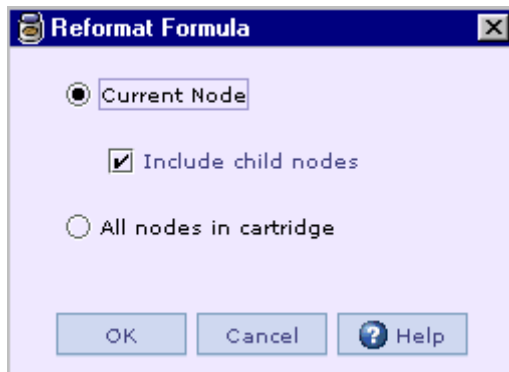 Reformat Formula
Current Node
Include child nodes
All nodes in cartridge
OK Cancel Help